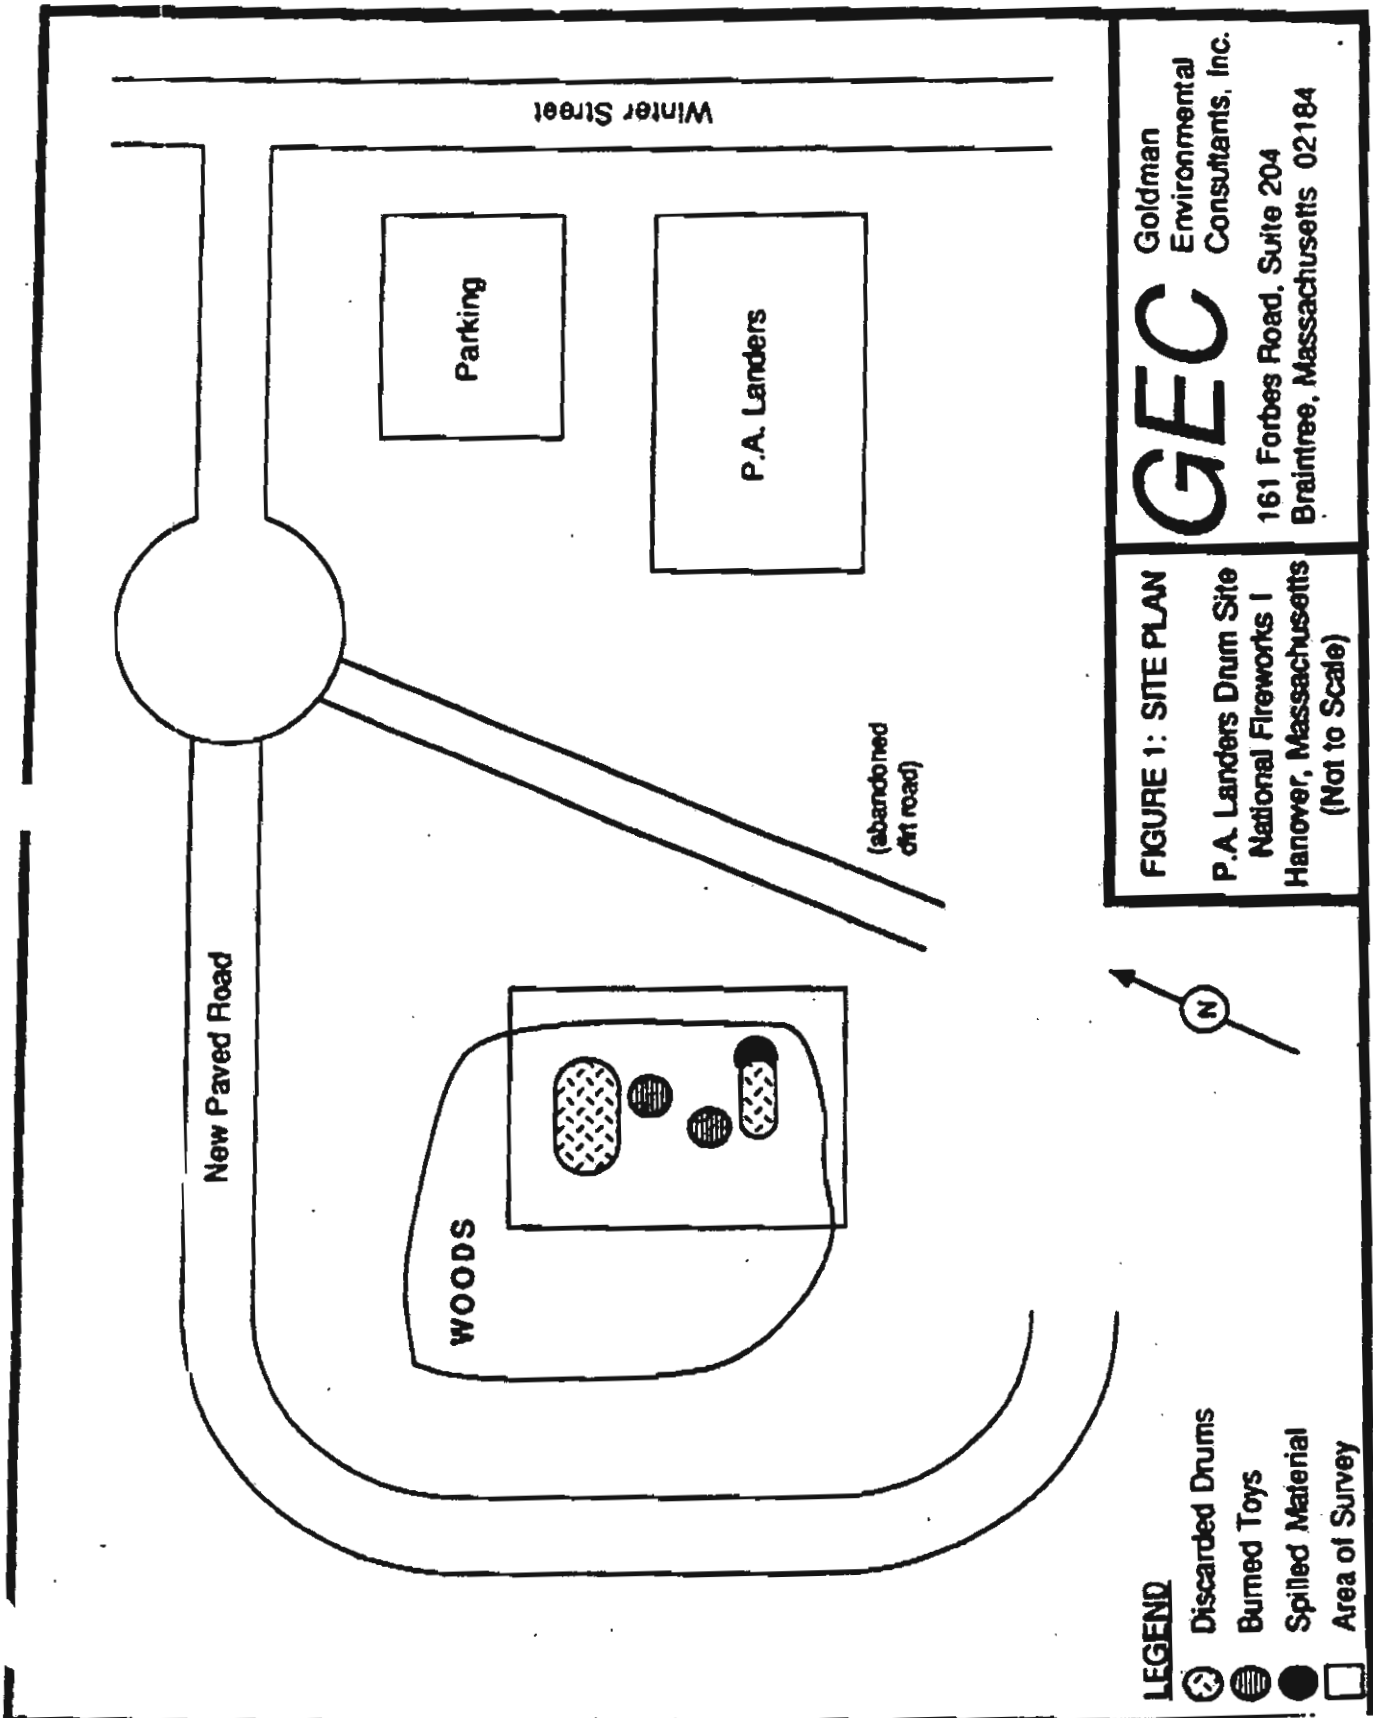 Winter Street
Parking
P.A. Landers
New Paved Road
(abandoned
dirt road)
WOODS
N
LEGEND
Discarded Drums
Burned Toys
Spilled Material
Area of Survey
FIGURE 1: SITE PLAN
P.A. Landers Drum Site
National Fireworks I
Hanover, Massachusetts
(Not to Scale)
GEC
Goldman
Environmental
Consultants, Inc.
161 Forbes Road, Suite 204
Braintree, Massachusetts 02184